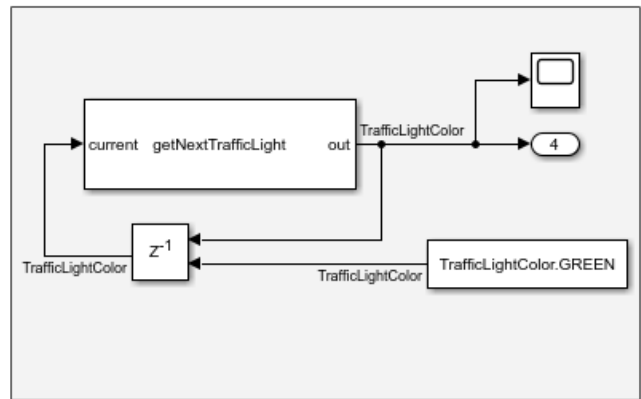 TrafficLightColor
current getNextTrafficLight out
4
z-1
TrafficLightColor
TrafficLightColor
TrafficLightColor.GREEN